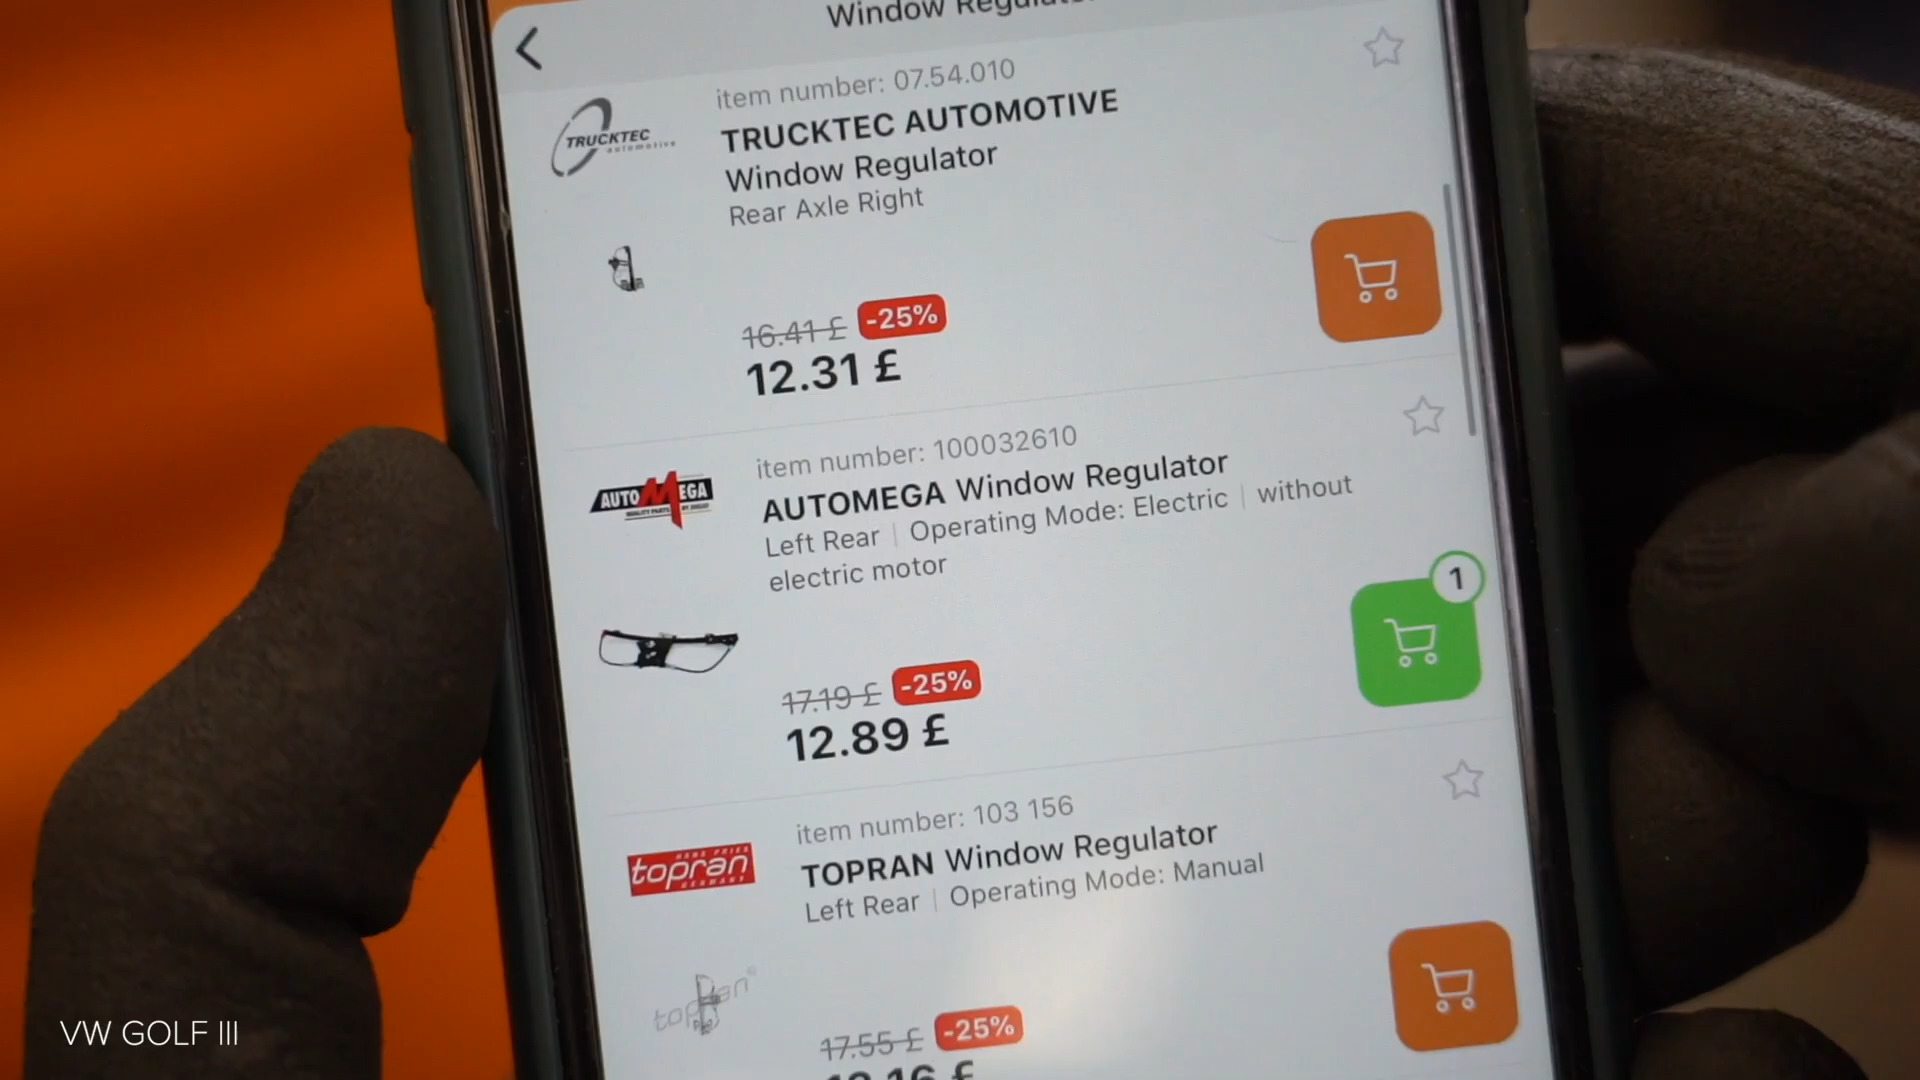 Window Regulator
item number: 07.54.010
TRUCKTEC
automotive
TRUCKTEC AUTOMOTIVE
Window Regulator
Rear Axle Right
16.41 £ -25%
12.31 £
item number: 100032610
AUTOMEGA
AUTOMEGA Window Regulator
Left Rear | Operating Mode: Electric | without
electric motor
1
17.19 £ -25%
12.89 £
item number: 103 156
HANS PRIES
topran
GERMANY
TOPRAN Window Regulator
Left Rear | Operating Mode: Manual
topran®
17.55 £ -25%
VW GOLF III